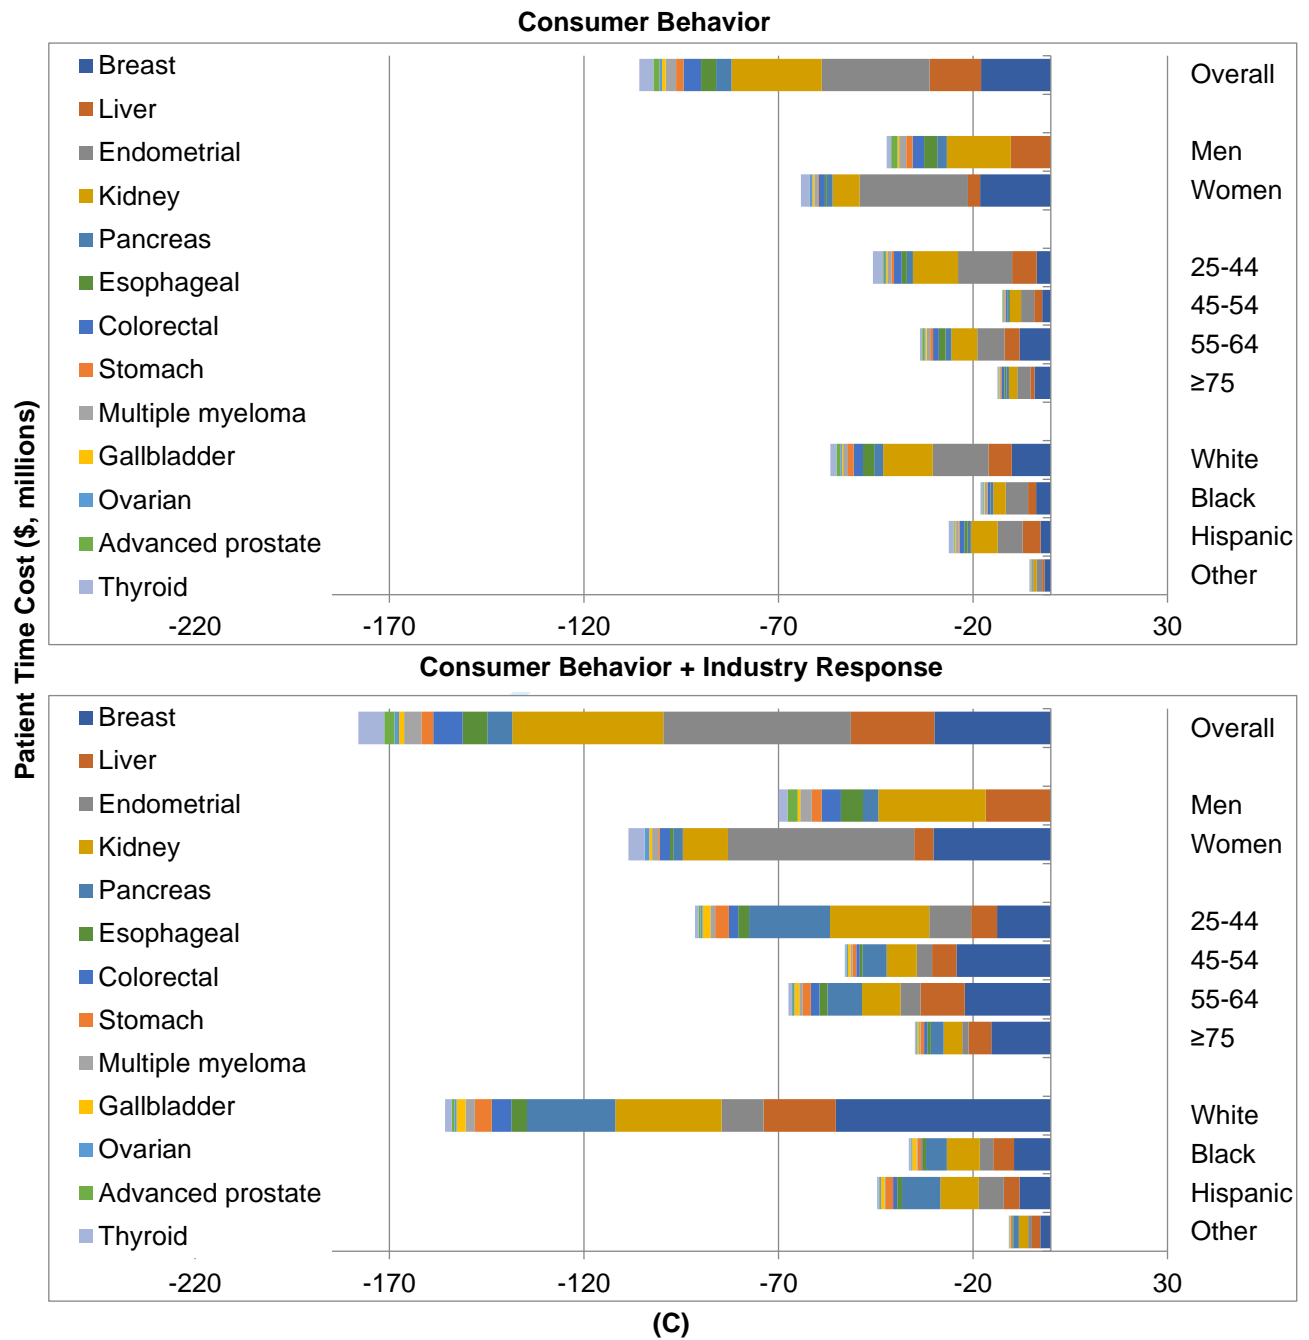 Consumer Behavior
Patient Time Cost ($, millions)
Breast
Liver
Endometrial
Kidney
Pancreas
Esophageal
Colorectal
Stomach
Multiple myeloma
Gallbladder
Ovarian
Advanced prostate
Thyroid
Overall
Men
Women
25-44
45-54
55-64
≥75
White
Black
Hispanic
Other
-220 -170 -120 -70 -20 30
Consumer Behavior + Industry Response
Breast
Liver
Endometrial
Kidney
Pancreas
Esophageal
Colorectal
Stomach
Multiple myeloma
Gallbladder
Ovarian
Advanced prostate
Thyroid
Overall
Men
Women
25-44
45-54
55-64
≥75
White
Black
Hispanic
Other
-220 -170 -120 -70 -20 30
(C)